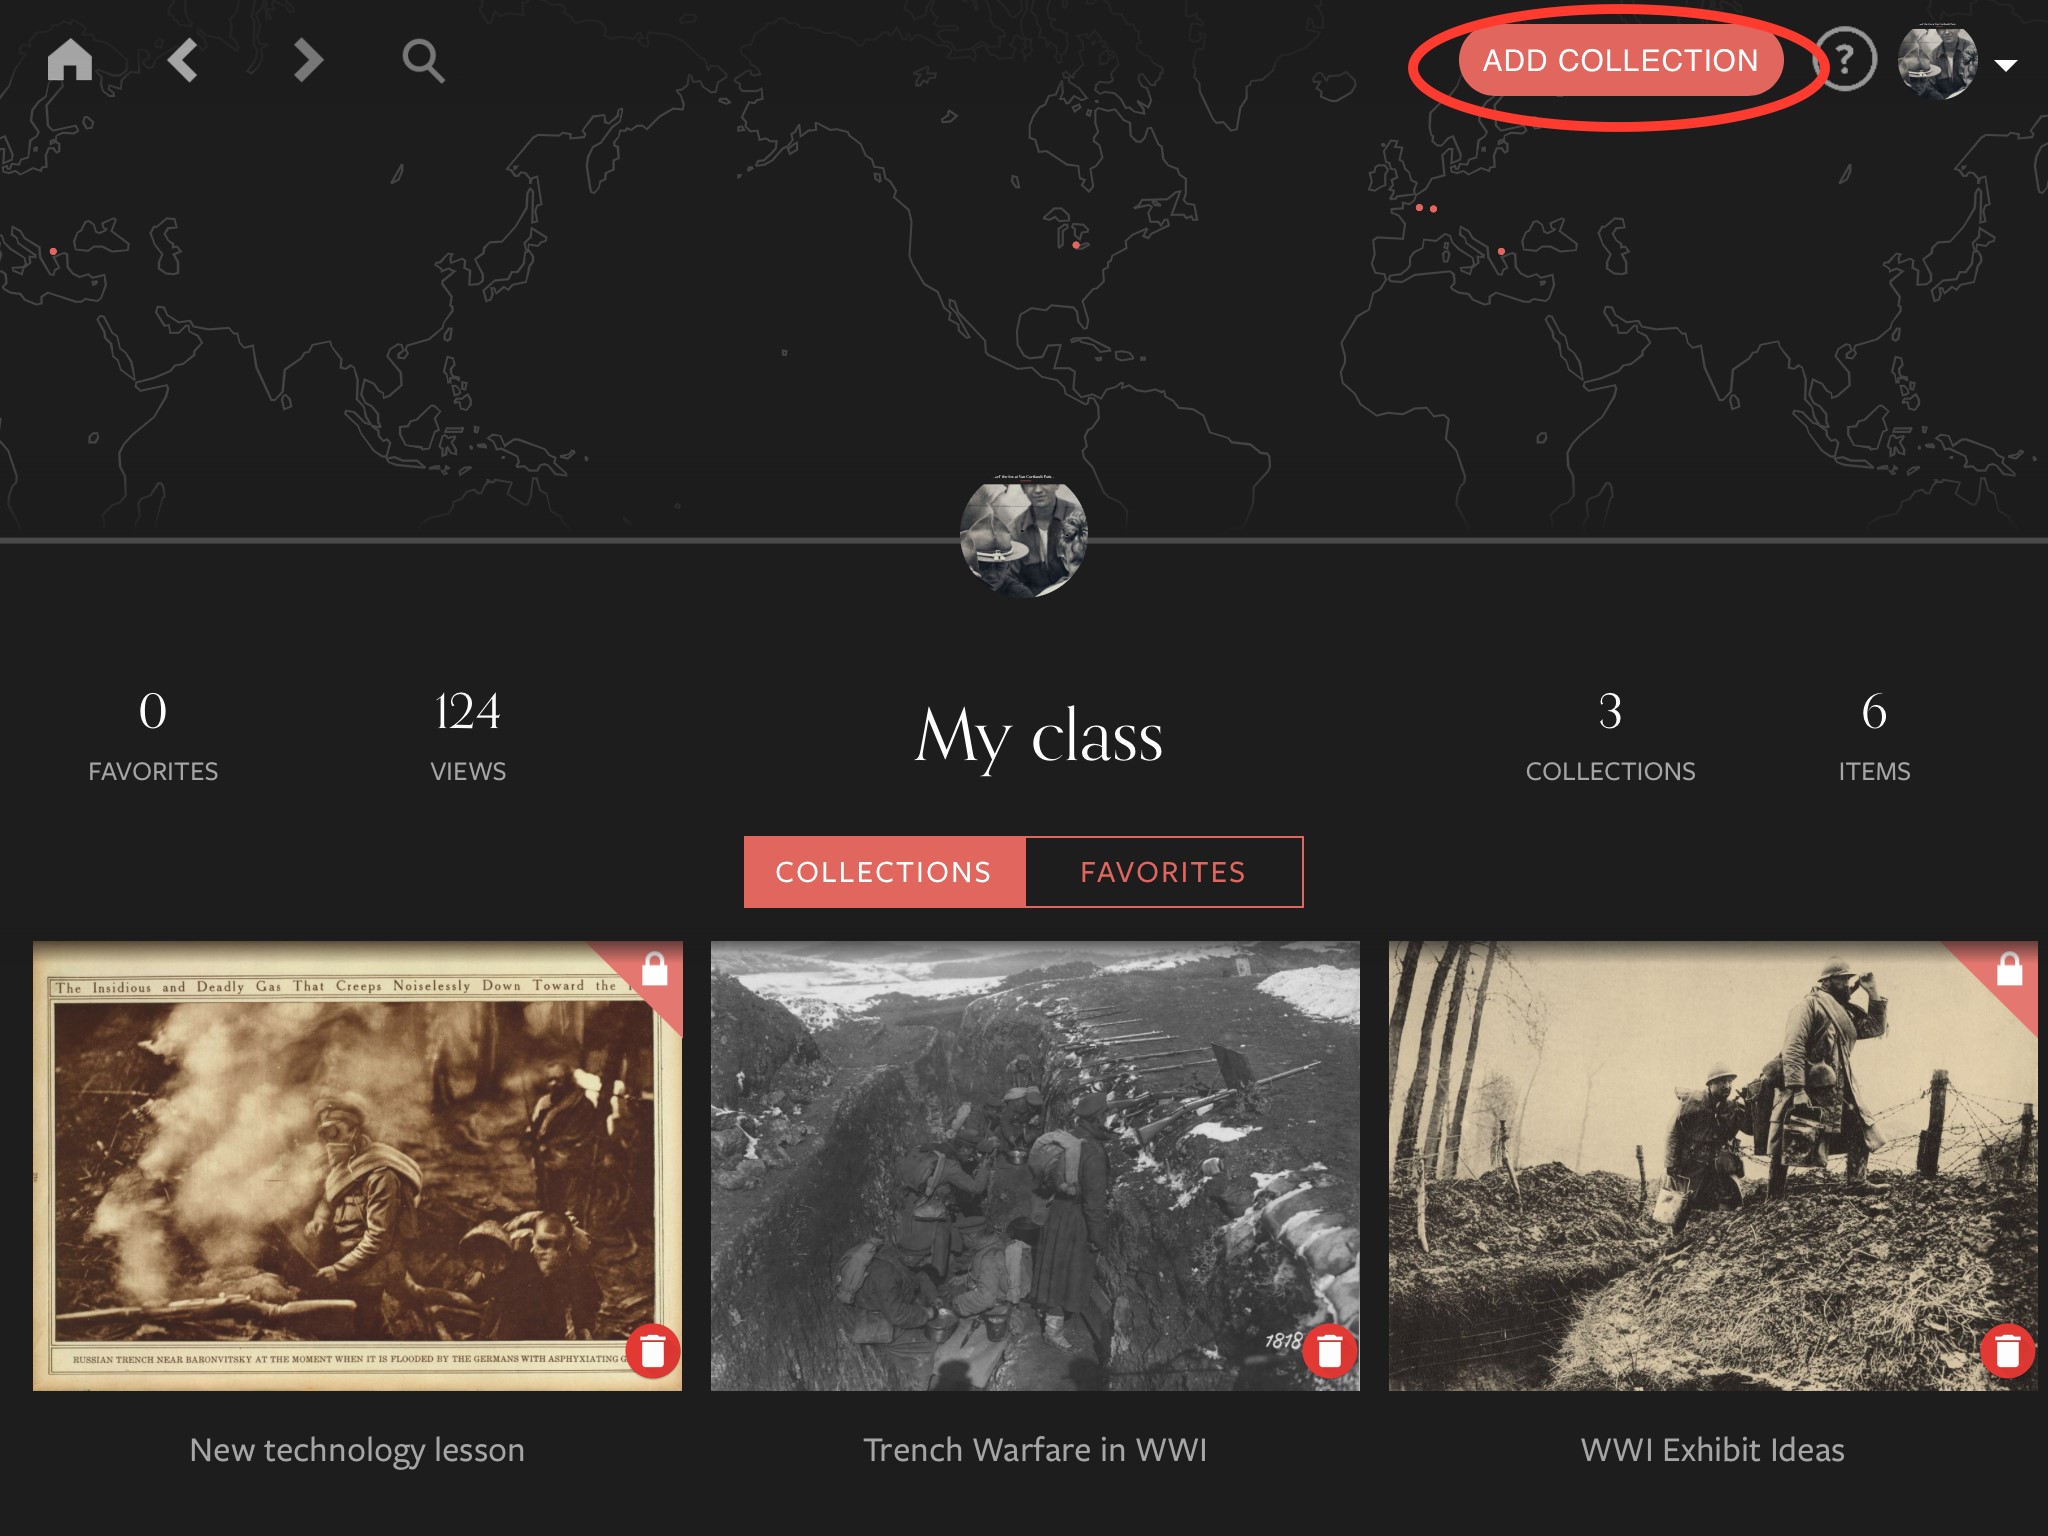 ADD COLLECTION
?
0
FAVORITES
124
VIEWS
My class
3
COLLECTIONS
6
ITEMS
COLLECTIONS
FAVORITES
The Insidious and Deadly Gas That Creeps Noiselessly Down Toward the
RUSSIAN TRENCH NEAR BARONVITSKY AT THE MOMENT WHEN IT IS FLOODED BY THE GERMANS WITH ASPHYXIATING
1818
New technology lesson
Trench Warfare in WWI
WWI Exhibit Ideas